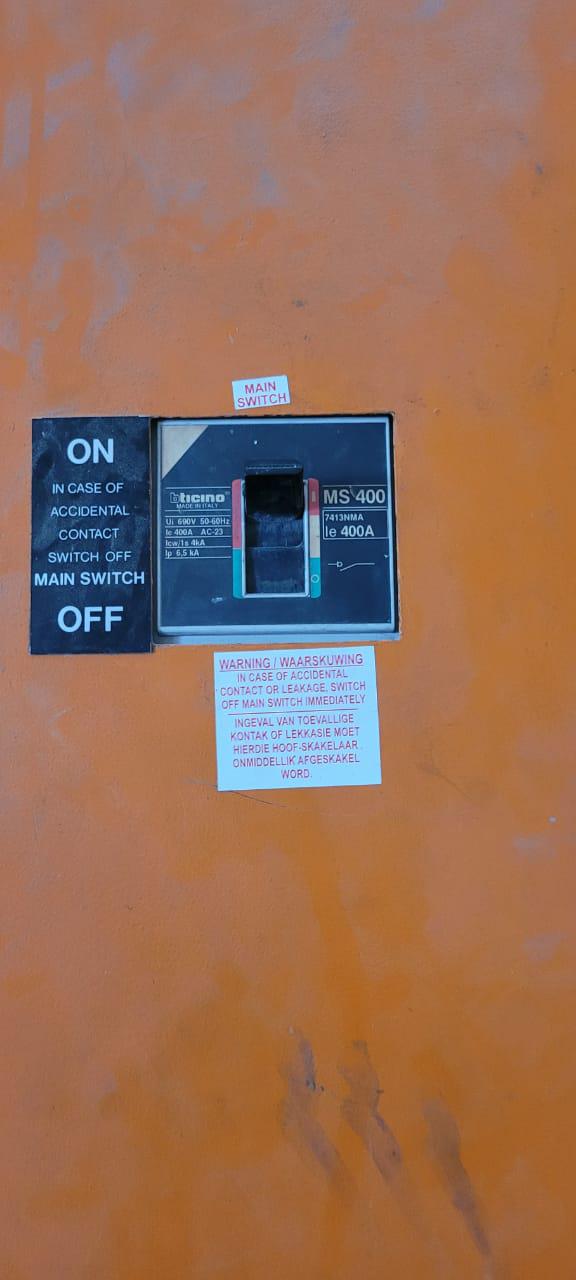 MAIN
SWITCH
ON
IN CASE OF
ACCIDENTAL
CONTACT
SWITCH OFF
MAIN SWITCH
OFF
bticino
MADE IN ITALY
Ui 690V 50-60Hz
Ie 400A AC-23
Icw/1s 4kA
Ip 6,5 kA
I
O
MS 400
7413NMA
Ie 400A
WARNING / WAARSKUWING
IN CASE OF ACCIDENTAL
CONTACT OR LEAKAGE, SWITCH
OFF MAIN SWITCH IMMEDIATELY
INGEVAL VAN TOEVALLIGE
KONTAK OF LEKKASIE MOET
HIERDIE HOOF-SKAKELAAR
ONMIDDELLIK AFGESKAKEL
WORD.